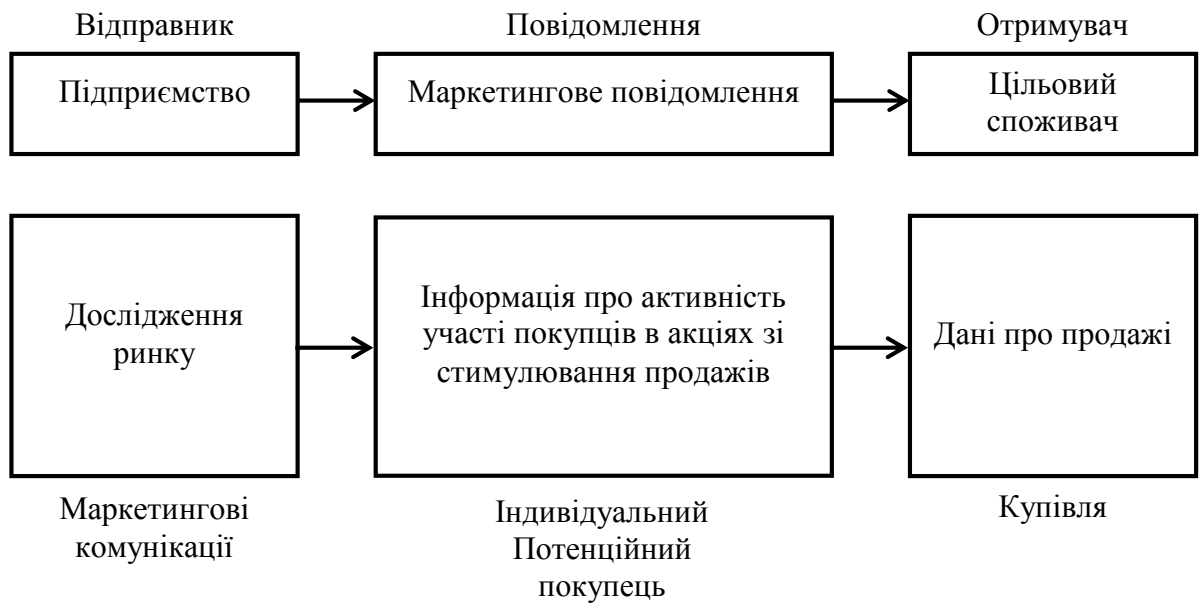 Відправник
Повідомлення
Отримувач
Підприємство
Маркетингове повідомлення
Цільовий
споживач
Дослідження
ринку
Інформація про активність
участі покупців в акціях зі
стимулювання продажів
Дані про продажі
Маркетингові
комунікації
Індивідуальний
Потенційний
покупець
Купівля